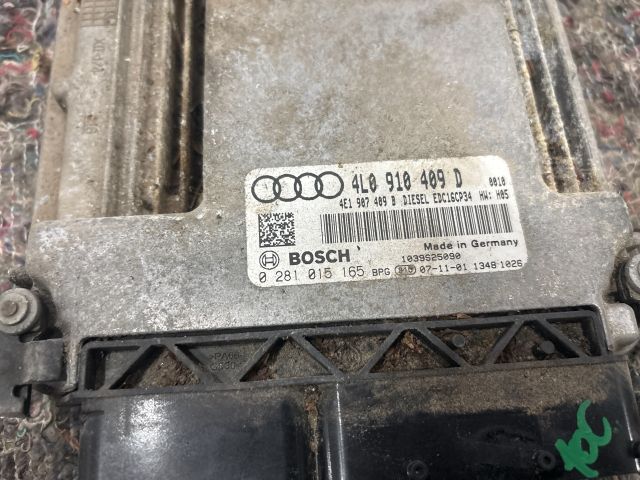 4L0 910 409 D 0010
4E1 907 409 B DIESEL EDC16CP34 HW: H05
Made in Germany
BOSCH 1039S25090
0 281 015 165 BPG 07-11-01 1348 1026